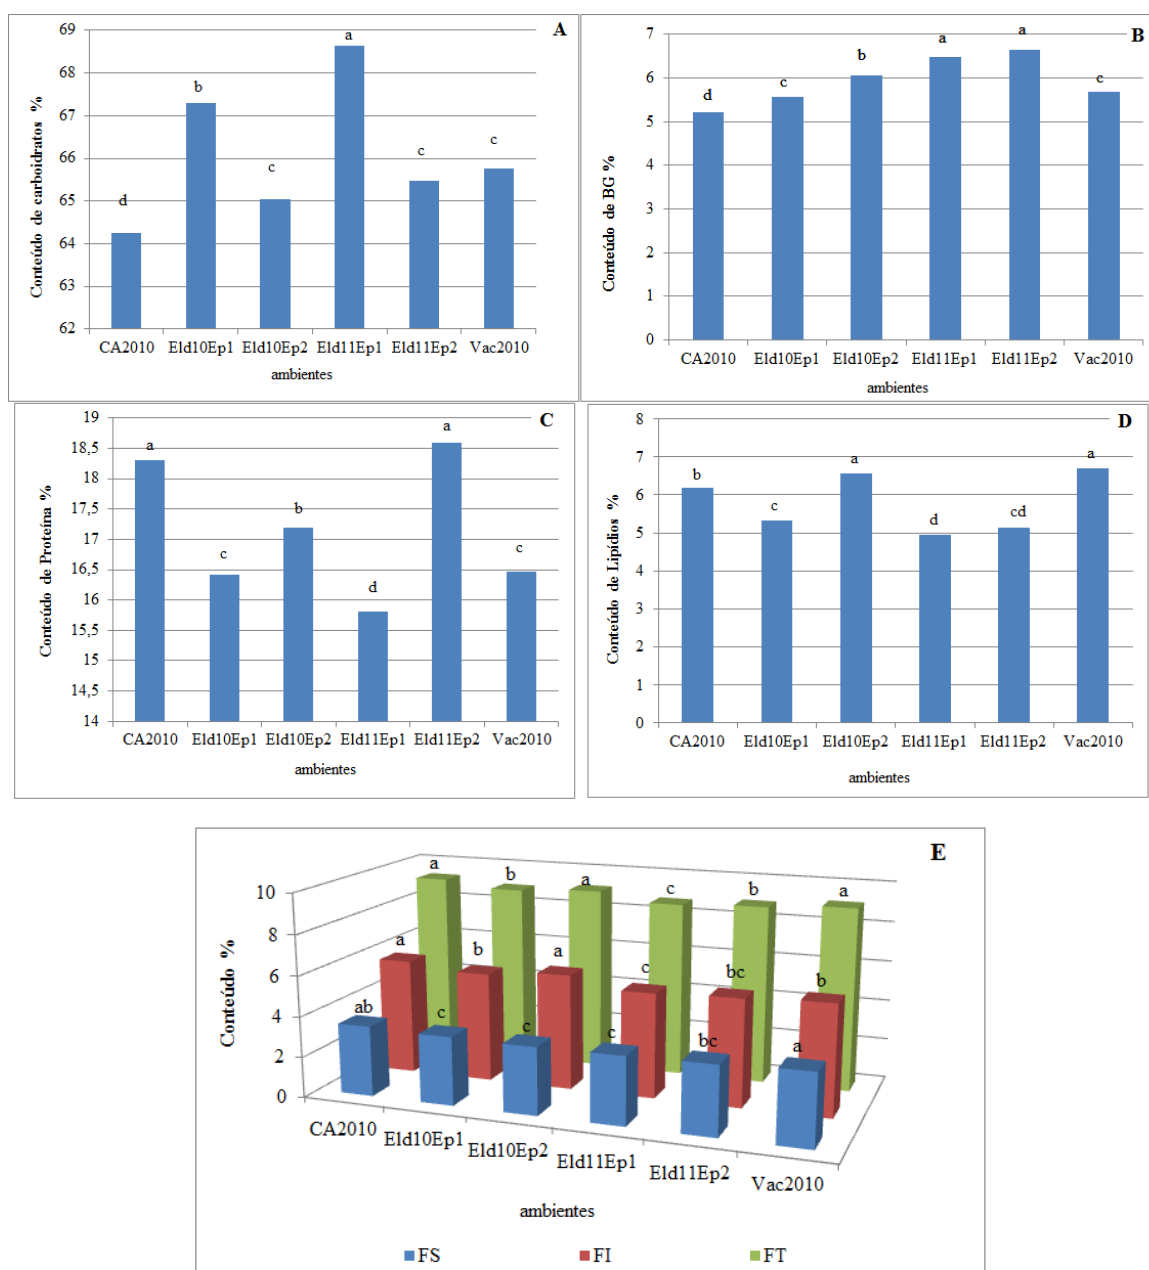 A
Conteúdo de carboidratos %
69
68
67
66
65
64
63
62
d
b
c
a
c
c
CA2010 Eld10Ep1 Eld10Ep2 Eld11Ep1 Eld11Ep2 Vac2010
ambientes
B
Conteúdo de BG %
7
6
5
4
3
2
1
0
d
c
b
a
a
c
CA2010 Eld10Ep1 Eld10Ep2 Eld11Ep1 Eld11Ep2 Vac2010
ambientes
C
Conteúdo de Proteína %
19
18,5
18
17,5
17
16,5
16
15,5
15
14,5
14
a
c
b
d
a
c
CA2010 Eld10Ep1 Eld10Ep2 Eld11Ep1 Eld11Ep2 Vac2010
ambientes
D
Conteúdo de Lipídios %
8
7
6
5
4
3
2
1
0
b
c
a
d
cd
a
CA2010 Eld10Ep1 Eld10Ep2 Eld11Ep1 Eld11Ep2 Vac2010
ambientes
E
Conteúdo %
10
8
6
4
2
0
a b a c b a
a b a c bc b
ab c c c bc a
CA2010 Eld10Ep1 Eld10Ep2 Eld11Ep1 Eld11Ep2 Vac2010
ambientes
FS FI FT